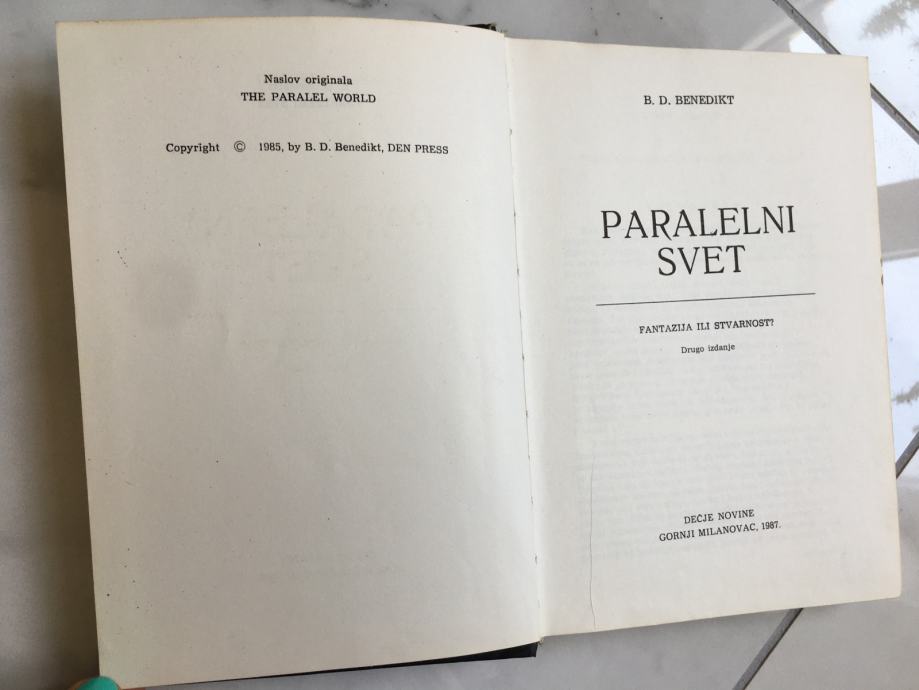 Naslov originala
THE PARALEL WORLD
Copyright © 1985, by B. D. Benedikt, DEN PRESS
B. D. BENEDIKT
PARALELNI
SVET
FANTAZIJA ILI STVARNOST?
Drugo izdanje
DEČJE NOVINE
GORNJI MILANOVAC, 1987.